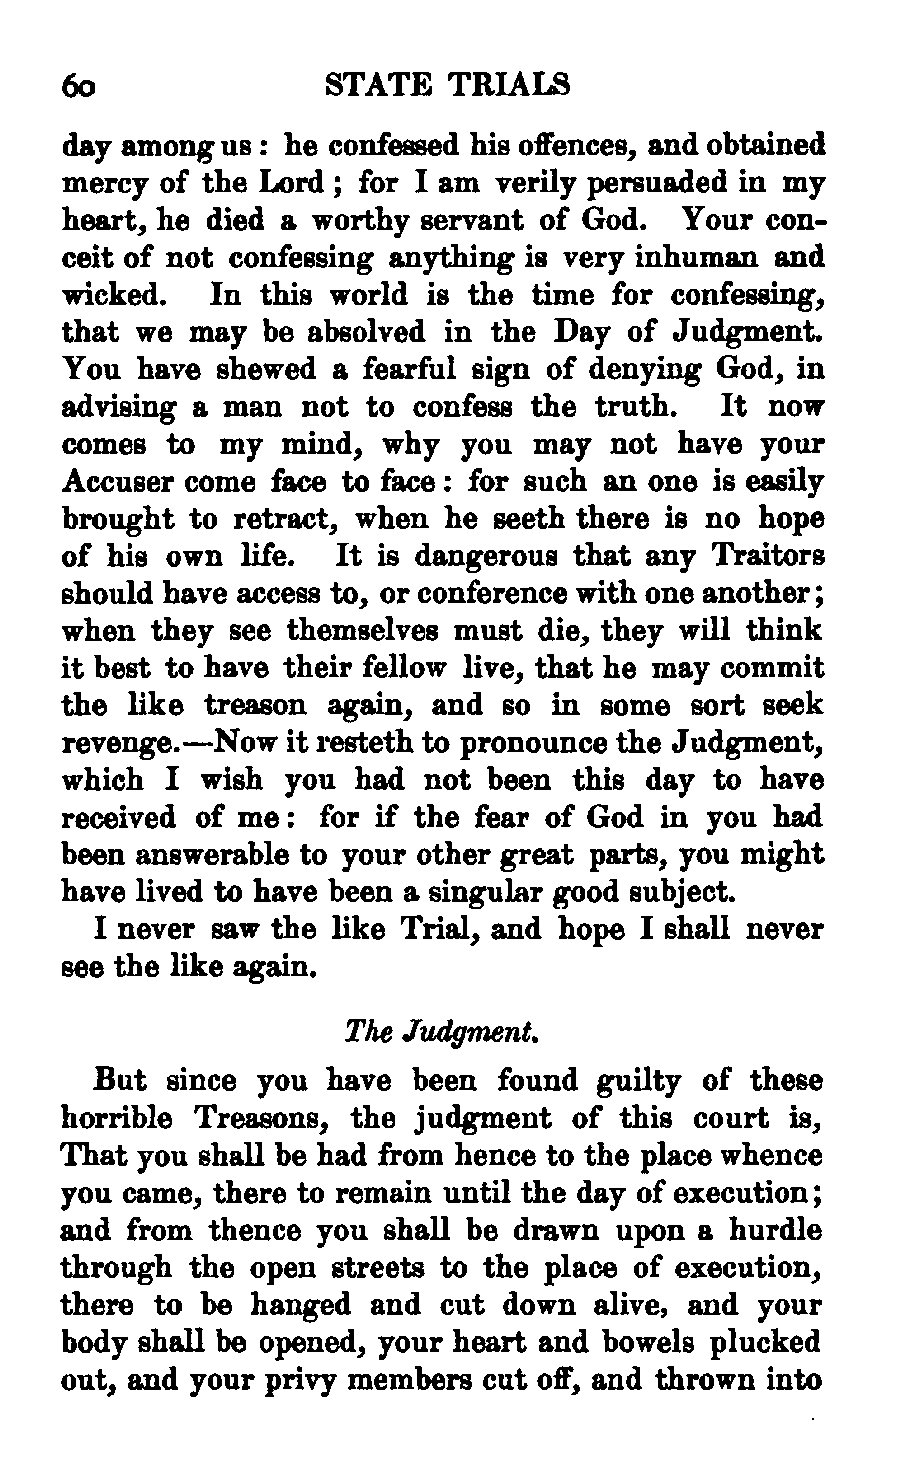 60 STATE TRIALS
day among us : he confessed his offences, and obtained
mercy of the Lord ; for I am verily persuaded in my
heart, he died a worthy servant of God. Your con-
ceit of not confessing anything is very inhuman and
wicked. In this world is the time for confessing,
that we may be absolved in the Day of Judgment.
You have shewed a fearful sign of denying God, in
advising a man not to confess the truth. It now
comes to my mind, why you may not have your
Accuser come face to face : for such an one is easily
brought to retract, when he seeth there is no hope
of his own life. It is dangerous that any Traitors
should have access to, or conference with one another ;
when they see themselves must die, they will think
it best to have their fellow live, that he may commit
the like treason again, and so in some sort seek
revenge.—Now it resteth to pronounce the Judgment,
which I wish you had not been this day to have
received of me : for if the fear of God in you had
been answerable to your other great parts, you might
have lived to have been a singular good subject.
I never saw the like Trial, and hope I shall never
see the like again.
The Judgment.
But since you have been found guilty of these
horrible Treasons, the judgment of this court is,
That you shall be had from hence to the place whence
you came, there to remain until the day of execution ;
and from thence you shall be drawn upon a hurdle
through the open streets to the place of execution,
there to be hanged and cut down alive, and your
body shall be opened, your heart and bowels plucked
out, and your privy members cut off, and thrown into